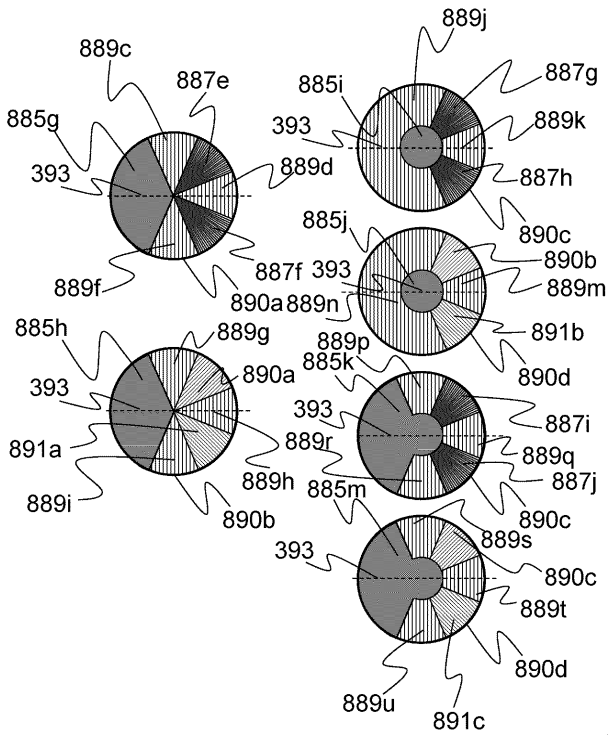 889c
887e
885g
393
889d
889f
887f
890a
889j
885i
887g
393
889k
887h
890c
885j
890b
393
889m
889n
891b
890d
885h
889g
890a
393
891a
889h
889i
890b
889p
885k
393
887i
889r
889q
887j
890c
885m
889s
393
890c
889t
890d
889u
891c